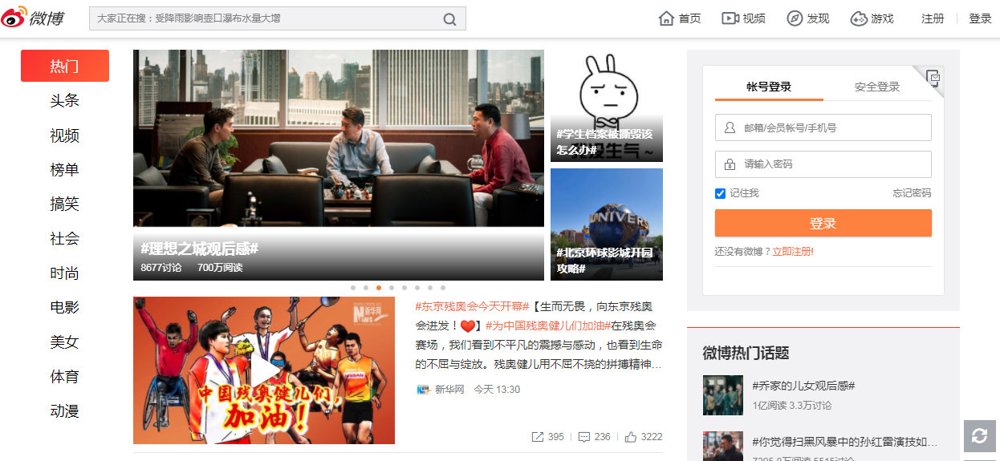 微博
大家正在搜：受降雨影响壶口瀑布水量大增
首页
视频
发现
游戏
注册
登录
热门
头条
视频
榜单
搞笑
社会
时尚
电影
美女
体育
动漫
#理想之城观后感#
8677讨论 700万阅读
#学生档案被撕毁该
怎么办#
UNIVERS
#北京环球影城开园
攻略#
新华网
NEWS
中国残奥健儿们,
加油!
#东京残奥会今天开幕#【生而无畏，向东京残奥
会进发！❤】#为中国残奥健儿们加油#在残奥会
赛场，我们看到不平凡的震撼与感动，也看到生命
的不屈与绽放。残奥健儿用不屈不挠的拼搏精神...
新华网 今天 13:30
395 236 3222
帐号登录
安全登录
邮箱/会员帐号/手机号
请输入密码
记住我
忘记密码
登录
还没有微博？立即注册!
微博热门话题
#乔家的儿女观后感#
1亿阅读 3.3万讨论
#你觉得扫黑风暴中的孙红雷演技如...